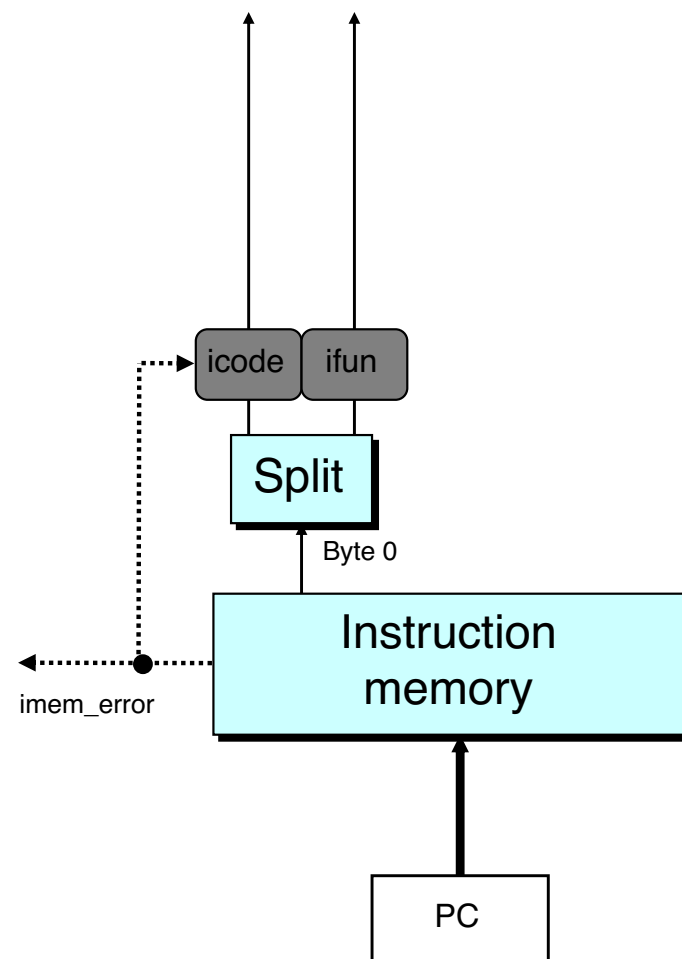 icode ifun
Split
Byte 0
Instruction
memory
imem_error
PC